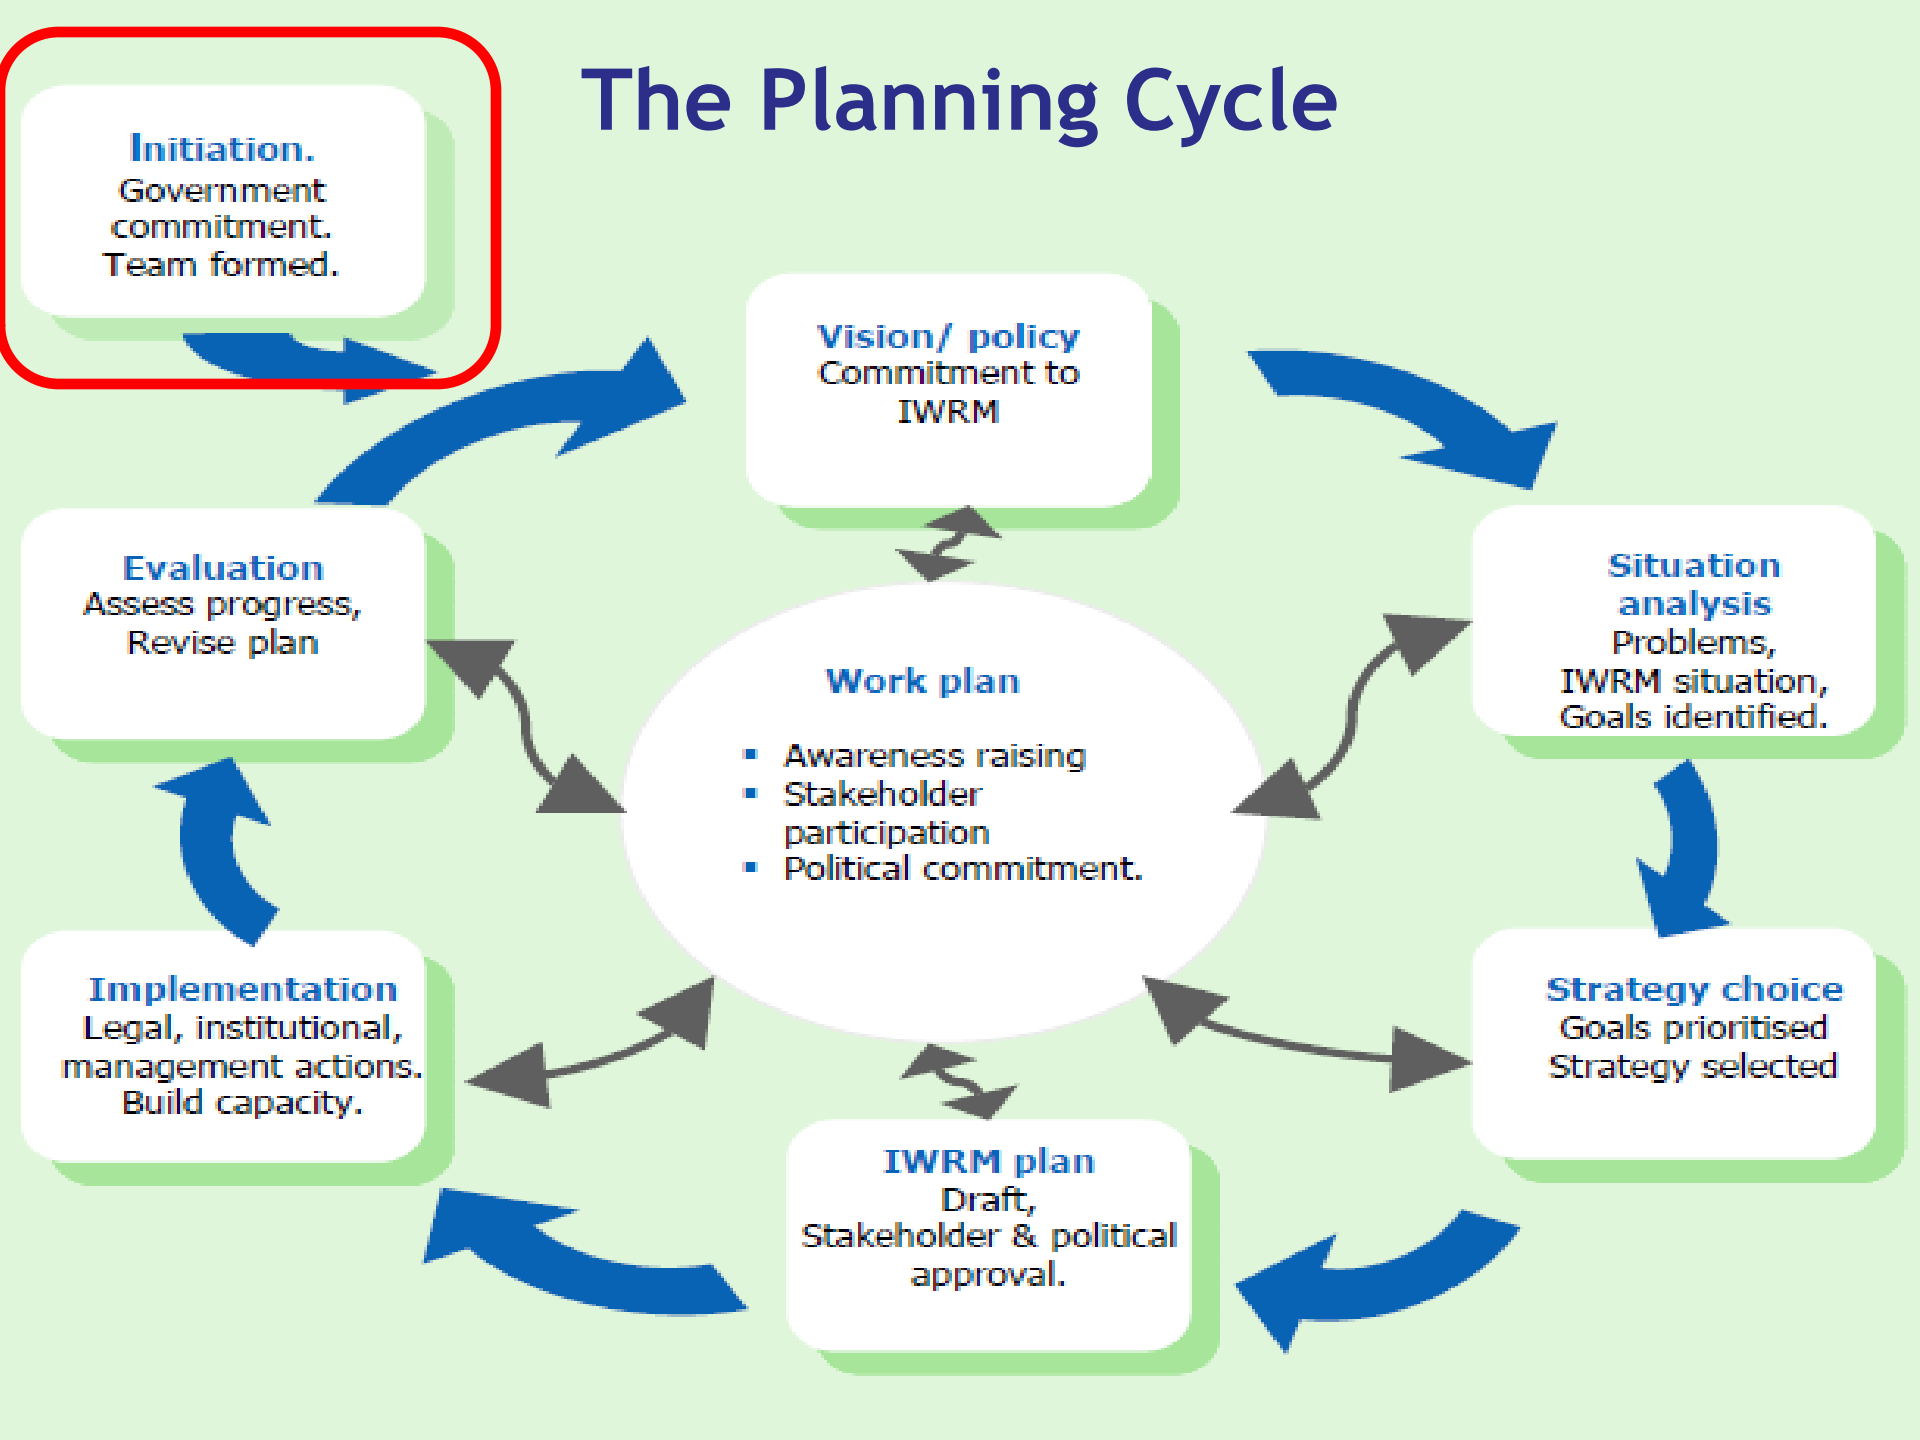 The Planning Cycle
Initiation.
Government
commitment.
Team formed.
Vision/ policy
Commitment to
IWRM
Situation
analysis
Problems,
IWRM situation,
Goals identified.
Strategy choice
Goals prioritised
Strategy selected
IWRM plan
Draft,
Stakeholder & political
approval.
Implementation
Legal, institutional,
management actions.
Build capacity.
Evaluation
Assess progress,
Revise plan
Work plan
▪ Awareness raising
▪ Stakeholder
participation
▪ Political commitment.